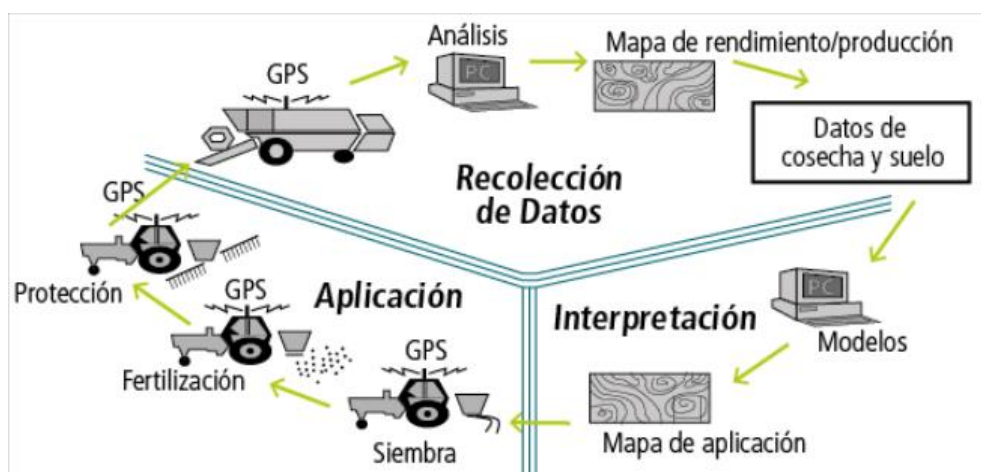 Análisis
Mapa de rendimiento/producción
GPS
PC
Datos de
cosecha y suelo
Recolección
de Datos
GPS
Protección
GPS
Aplicación
Fertilización
GPS
Siembra
Interpretación
PC
Modelos
Mapa de aplicación